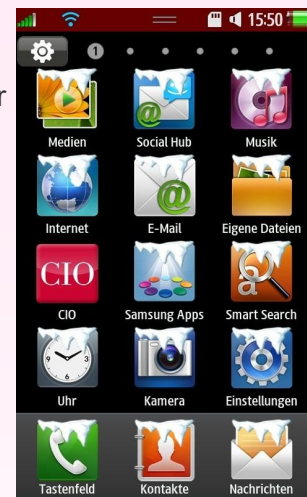 r
15:50
1
Medien Social Hub Musik
@
Internet E-Mail Eigene Dateien
@
CIO a
CIO Samsung Apps Smart Search
Uhr Kamera Einstellungen
Tastenfeld Kontakte Nachrichten